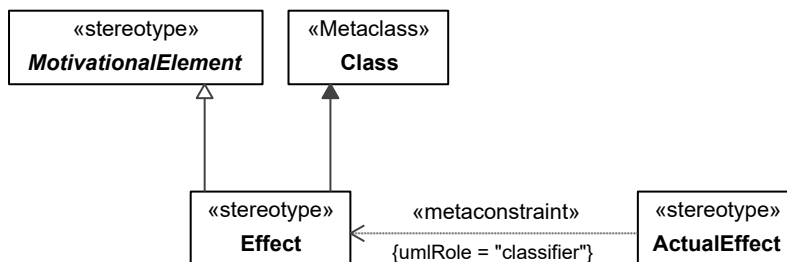 «stereotype»
MotivationalElement
«Metaclass»
Class
«stereotype»
Effect
«metaconstraint»
{umlRole = "classifier"}
«stereotype»
ActualEffect